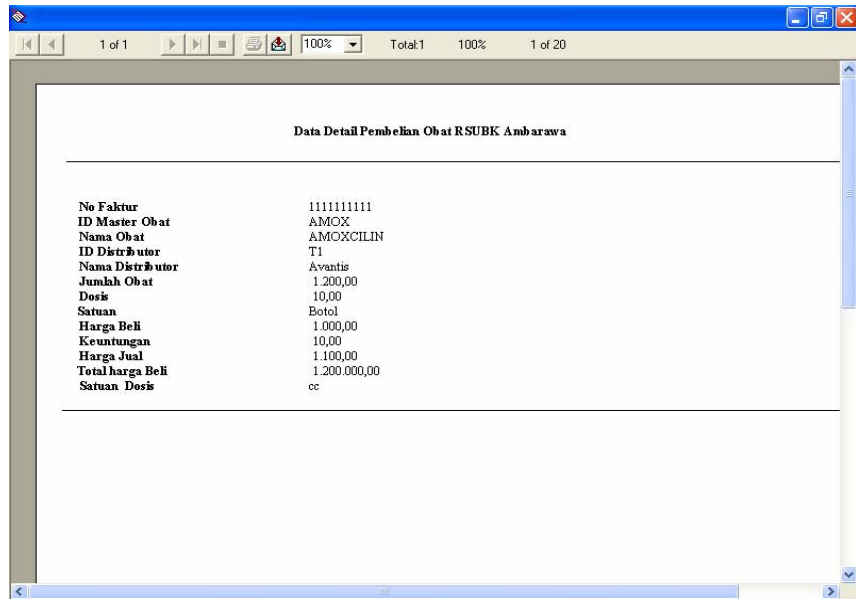 1 of 1 100% Total:1 100% 1 of 20
Data Detail Pembelian Obat RSUBK Ambarawa
No Faktur 1111111111
ID Master Obat AMOX
Nama Obat AMOXCILIN
ID Distributor T1
Nama Distributor Avantis
Jumlah Obat 1.200,00
Dosis 10,00
Satuan Botol
Harga Beli 1.000,00
Keuntungan 10,00
Harga Jual 1.100,00
Total harga Beli 1.200.000,00
Satuan Dosis cc